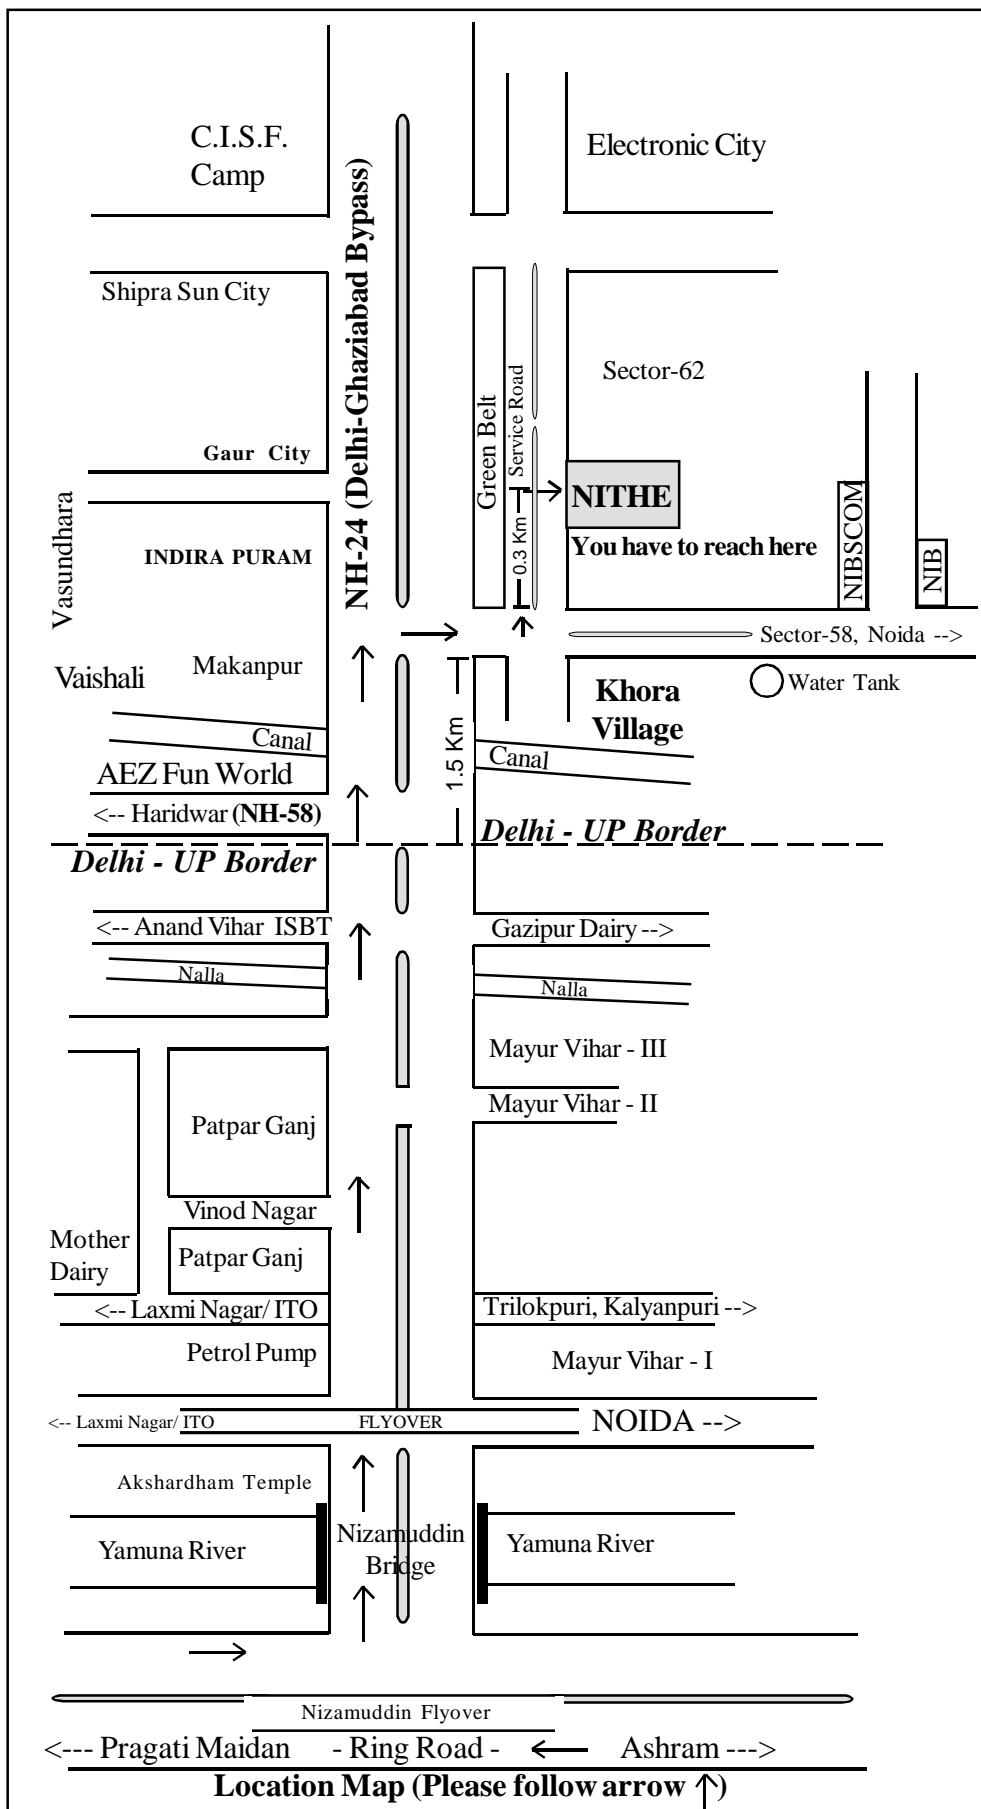 C.I.S.F.
Camp
Electronic City
NH-24 (Delhi-Ghaziabad Bypass)
Shipra Sun City
Green Belt
Service Road
Sector-62
Gaur City
NITHE
You have to reach here
0.3 Km
NIBSCOM
NIB
Vasundhara
INDIRA PURAM
Sector-58, Noida -->
Vaishali
Makanpur
Khora
Village
Water Tank
Canal
1.5 Km
Canal
AEZ Fun World
<-- Haridwar (NH-58)
Delhi - UP Border
Delhi - UP Border
<-- Anand Vihar ISBT
Gazipur Dairy -->
Nalla
Nalla
Mayur Vihar - III
Mayur Vihar - II
Patpar Ganj
Vinod Nagar
Mother
Dairy
Patpar Ganj
<-- Laxmi Nagar/ ITO
Trilokpuri, Kalyanpuri -->
Petrol Pump
Mayur Vihar - I
<-- Laxmi Nagar/ ITO
FLYOVER
NOIDA -->
Akshardham Temple
Yamuna River
Nizamuddin
Bridge
Yamuna River
Nizamuddin Flyover
<--- Pragati Maidan - Ring Road - ← Ashram --->
Location Map (Please follow arrow ↑)